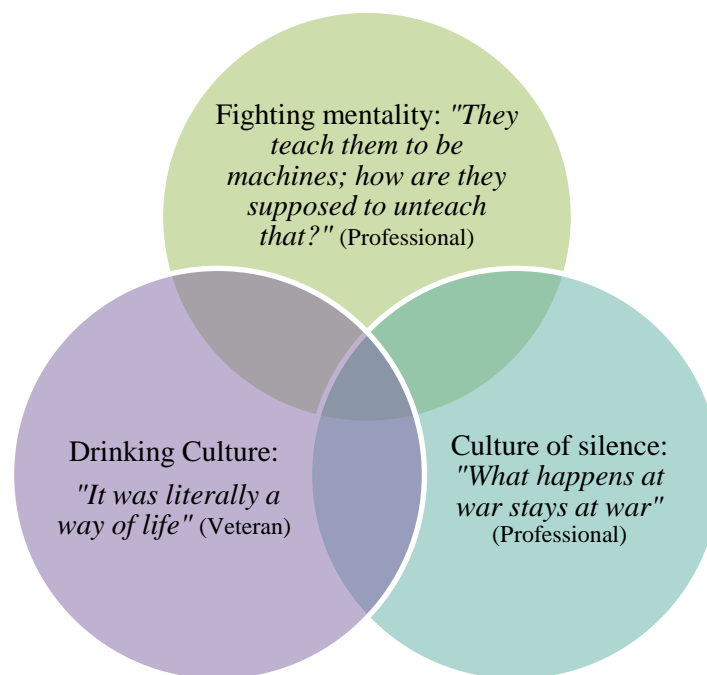 Fighting mentality: "They
teach them to be
machines; how are they
supposed to unteach
that?" (Professional)
Drinking Culture:
"It was literally a
way of life" (Veteran)
Culture of silence:
"What happens at
war stays at war"
(Professional)